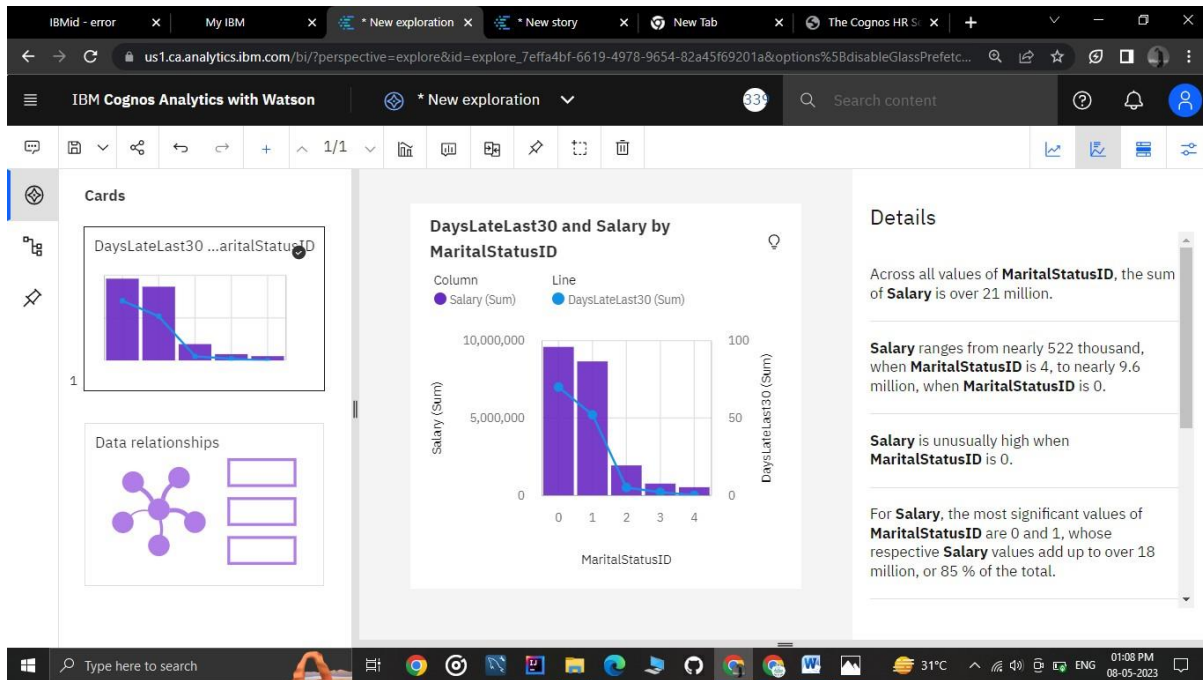 IBMid - error
My IBM
* New exploration
* New story
New Tab
The Cognos HR S
us1.ca.analytics.ibm.com/bi/?perspective=explore&id=explore_7effa4bf-6619-4978-9654-82a45f69201a&options%5BdisableGlassPrefetc...
IBM Cognos Analytics with Watson
* New exploration
339
Search content
1/1
Cards
DaysLateLast30 ...aritalStatusID
1
Data relationships
DaysLateLast30 and Salary by
MaritalStatusID
Column Line
Salary (Sum) DaysLateLast30 (Sum)
10,000,000 100
5,000,000 50
0 0
Salary (Sum)
DaysLateLast30 (Sum)
0 1 2 3 4
MaritalStatusID
Details
Across all values of MaritalStatusID, the sum
of Salary is over 21 million.
Salary ranges from nearly 522 thousand,
when MaritalStatusID is 4, to nearly 9.6
million, when MaritalStatusID is 0.
Salary is unusually high when
MaritalStatusID is 0.
For Salary, the most significant values of
MaritalStatusID are 0 and 1, whose
respective Salary values add up to over 18
million, or 85 % of the total.
Type here to search
31°C
ENG
01:08 PM
08-05-2023